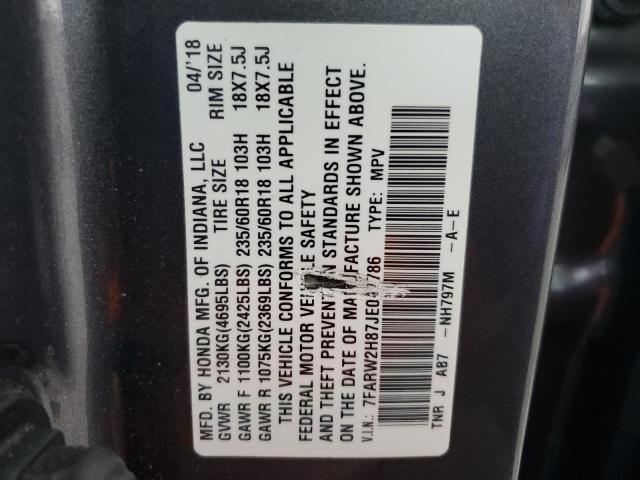 MFD. BY HONDA MFG. OF INDIANA, LLC 04/'18
GVWR 2130KG(4695LBS) TIRE SIZE RIM SIZE
GAWR F 1100KG(2425LBS) 235/60R18 103H 18X7.5J
GAWR R 1075KG(2369LBS) 235/60R18 103H 18X7.5J
THIS VEHICLE CONFORMS TO ALL APPLICABLE
FEDERAL MOTOR VEHICLE SAFETY
AND THEFT PREVENTION STANDARDS IN EFFECT
ON THE DATE OF MANUFACTURE SHOWN ABOVE.
V.I.N.: TYPE: MPV
TNR J AB7 -NH797M -A-E